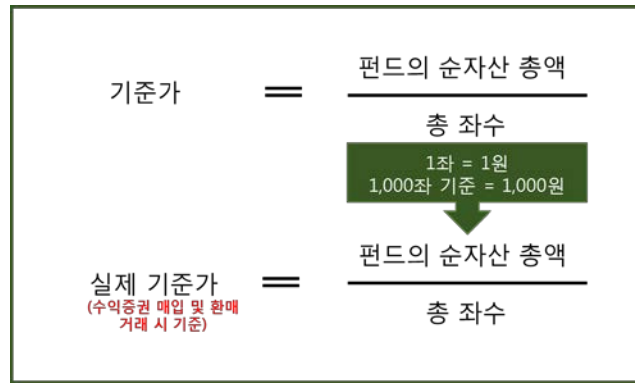 펀드의 순자산 총액
기준가 =
총 좌수
1좌 = 1원
1,000좌 기준 = 1,000원
펀드의 순자산 총액
실제 기준가 =
(수익증권 매입 및 환매
거래 시 기준)
총 좌수